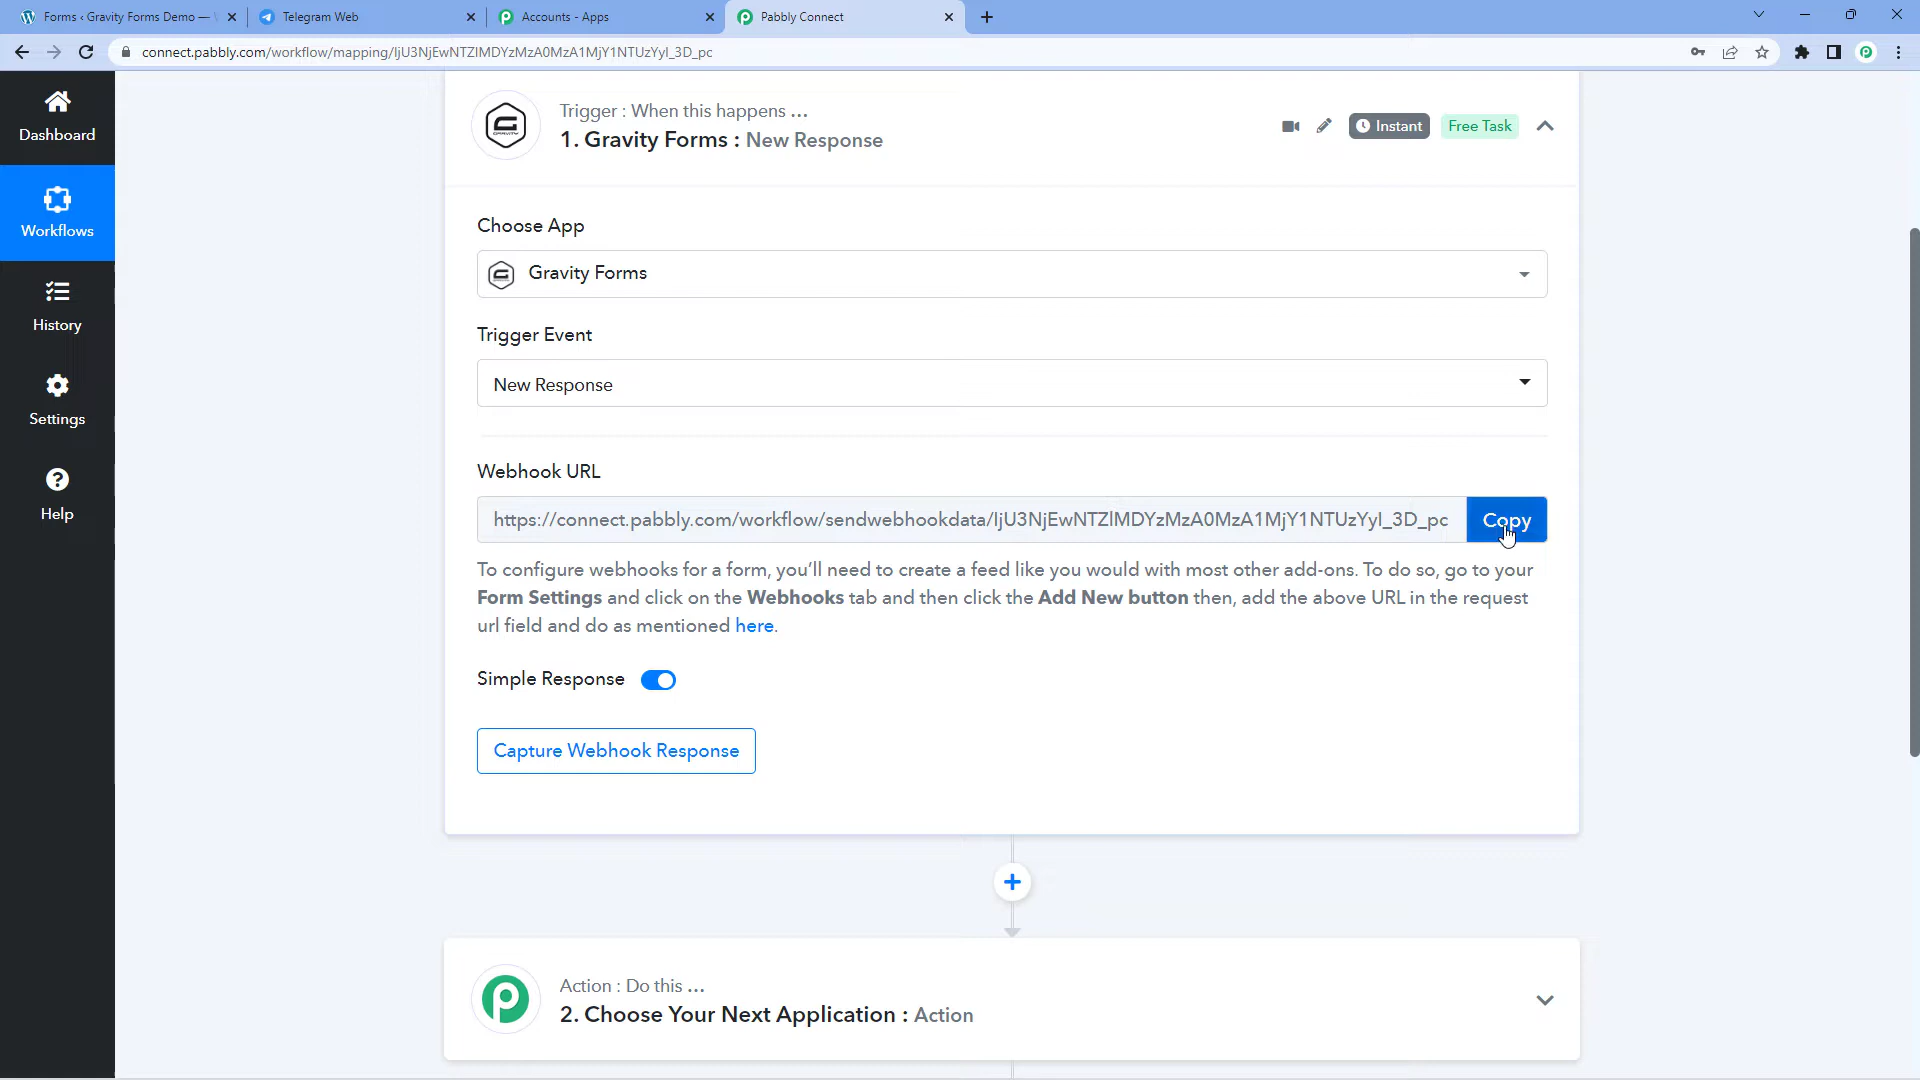 Forms ‹ Gravity Forms Demo —
Telegram Web
Accounts - Apps
Pabbly Connect
connect.pabbly.com/workflow/mapping/IjU3NjEwNTZlMDYzMzA0MzA1MjY1NTUzYyI_3D_pc
Dashboard
Workflows
History
Settings
Help
Trigger : When this happens ...
1. Gravity Forms : New Response
Instant
Free Task
Choose App
Gravity Forms
Trigger Event
New Response
Webhook URL
https://connect.pabbly.com/workflow/sendwebhookdata/IjU3NjEwNTZlMDYzMzA0MzA1MjY1NTUzYyI_3D_pc
Copy
To configure webhooks for a form, you’ll need to create a feed like you would with most other add-ons. To do so, go to your
Form Settings and click on the Webhooks tab and then click the Add New button then, add the above URL in the request
url field and do as mentioned here.
Simple Response
Capture Webhook Response
Action : Do this ...
2. Choose Your Next Application : Action